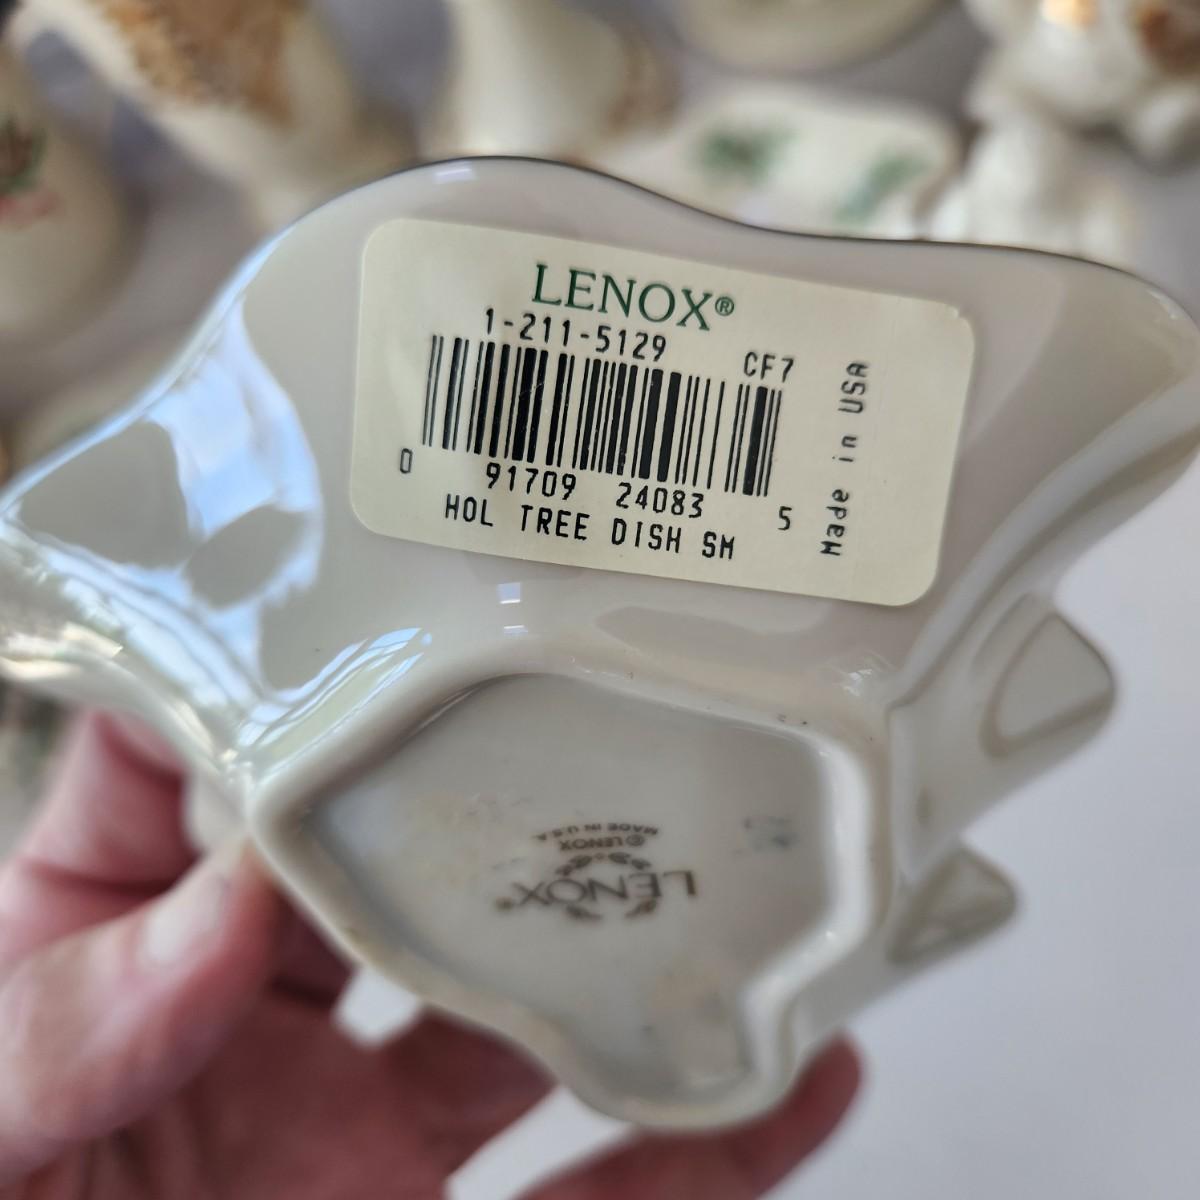 LENOX®
1-211-5129
CF7
0 91709 24083 5
HOL TREE DISH SM
Made in USA
LENOX®
©LENOX
MADE IN U.S.A.